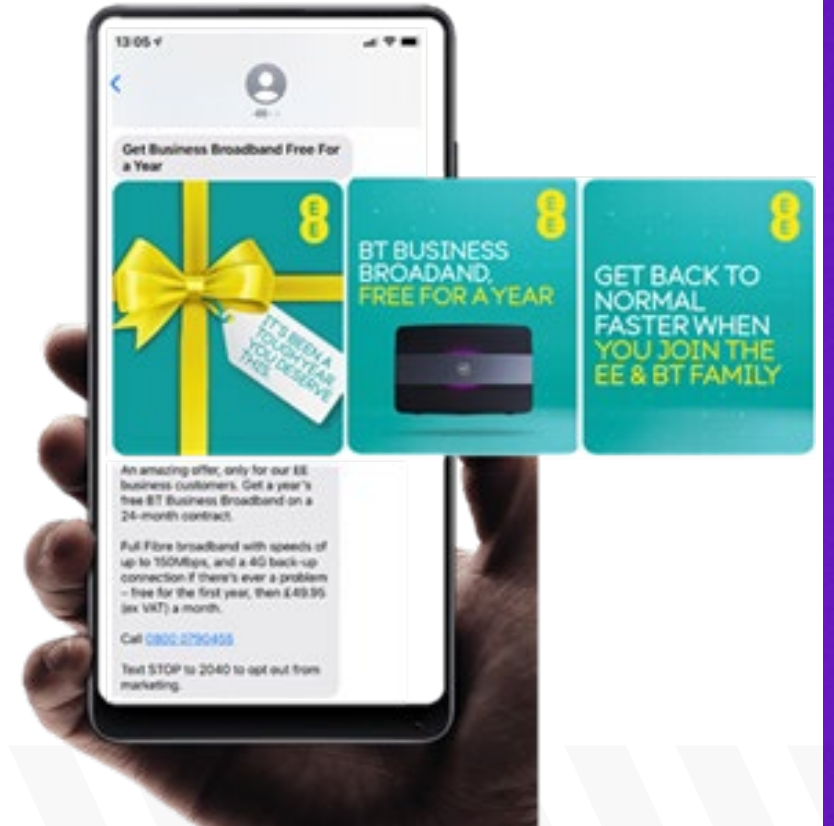 13:05
Get Business Broadband Free For
a Year
E
E
IT'S BEEN A
TOUGH YEAR.
YOU DESERVE
THIS.
E
E
BT BUSINESS
BROADAND,
FREE FOR A YEAR
E
E
GET BACK TO
NORMAL
FASTER WHEN
YOU JOIN THE
EE & BT FAMILY
An amazing offer, only for our EE
business customers. Get a year's
free BT Business Broadband on a
24-month contract.
Full Fibre broadband with speeds of
up to 150Mbps, and a 4G back-up
connection if there's ever a problem
– free for the first year, then £49.95
(ex VAT) a month.
Call 0800 0790455
Text STOP to 2040 to opt out from
marketing.